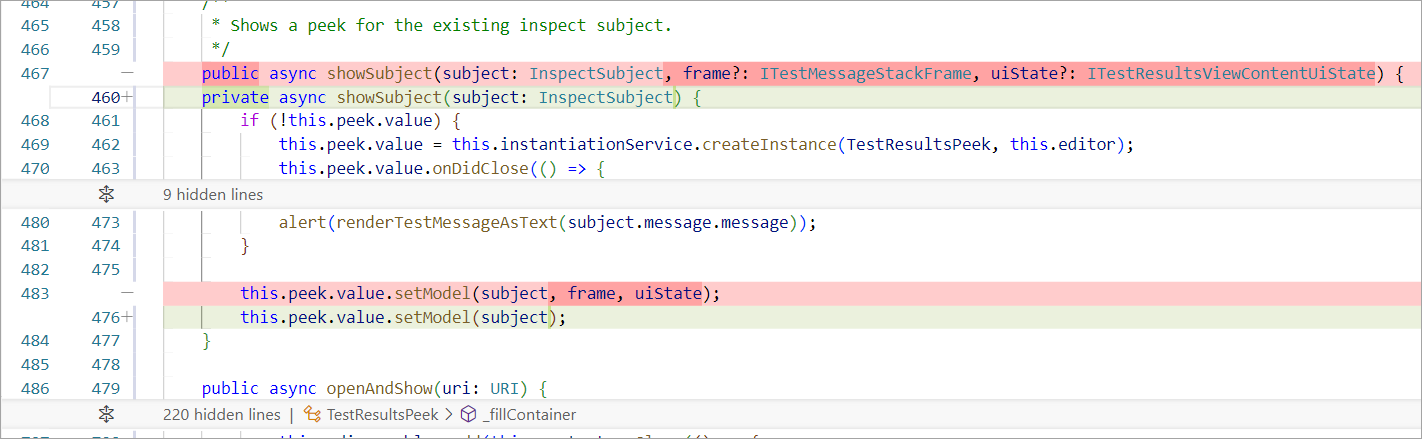 464 457 /**
465 458 * Shows a peek for the existing inspect subject.
466 459 */
467 — public async showSubject(subject: InspectSubject, frame?: ITestMessageStackFrame, uiState?: ITestResultsViewContentUiState) {
460+ private async showSubject(subject: InspectSubject) {
468 461 if (!this.peek.value) {
469 462 this.peek.value = this.instantiationService.createInstance(TestResultsPeek, this.editor);
470 463 this.peek.value.onDidClose(() => {
9 hidden lines
480 473 alert(renderTestMessageAsText(subject.message.message));
481 474 }
482 475
483 — this.peek.value.setModel(subject, frame, uiState);
476+ this.peek.value.setModel(subject);
484 477 }
485 478
486 479 public async openAndShow(uri: URI) {
220 hidden lines | TestResultsPeek > _fillContainer